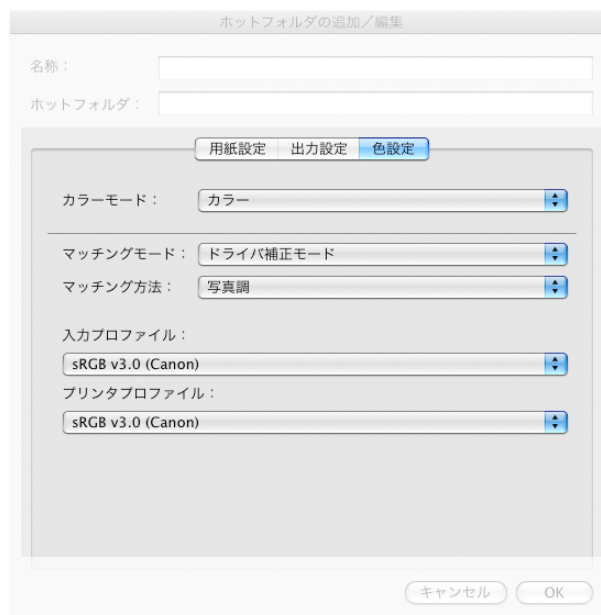 ホットフォルダの追加／編集
名称：
ホットフォルダ：
用紙設定 出力設定 色設定
カラーモード： カラー
マッチングモード： ドライバ補正モード
マッチング方法： 写真調
入力プロファイル：
sRGB v3.0 (Canon)
プリンタプロファイル：
sRGB v3.0 (Canon)
キャンセル OK